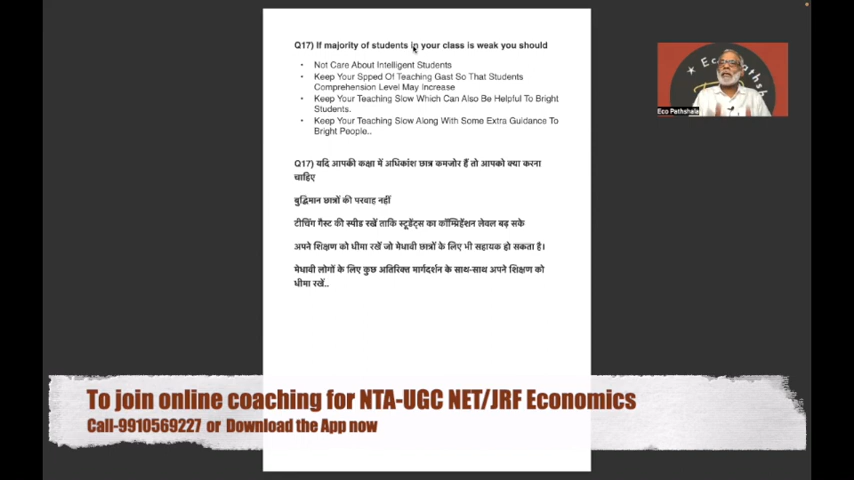 Q17) If majority of students in your class is weak you should
• Not Care About Intelligent Students
• Keep Your Spped Of Teaching Gast So That Students
Comprehension Level May Increase
• Keep Your Teaching Slow Which Can Also Be Helpful To Bright
Students.
• Keep Your Teaching Slow Along With Some Extra Guidance To
Bright People..
Q17) यदि आपकी कक्षा में अधिकांश छात्र कमजोर हैं तो आपको क्या करना
चाहिए
बुद्धिमान छात्रों की परवाह नहीं
टीचिंग गैस्ट की स्पीड रखें ताकि स्टूडेंट्स का कॉम्प्रिहेंशन लेवल बढ़ सके
अपने शिक्षण को धीमा रखें जो मेधावी छात्रों के लिए भी सहायक हो सकता है।
मेधावी लोगों के लिए कुछ अतिरिक्त मार्गदर्शन के साथ-साथ अपने शिक्षण को
धीमा रखें..
Eco Pathshala
To join online coaching for NTA-UGC NET/JRF Economics
Call-9910569227 or Download the App now